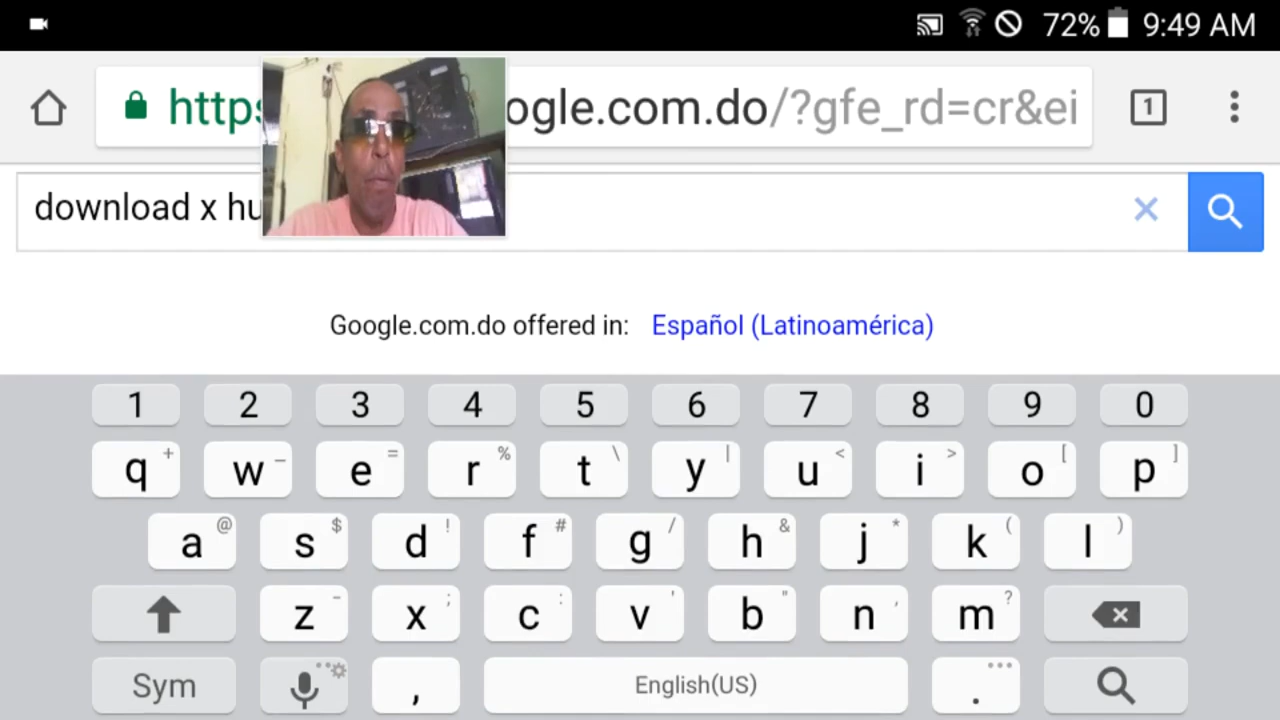 72% 9:49 AM
https ogle.com.do/?gfe_rd=cr&ei 1
download x hu
Google.com.do offered in: Español (Latinoamérica)
1 2 3 4 5 6 7 8 9 0
q + w _ e = r % t \ y | u < i > o [ p ]
a @ s $ d ! f # g / h & j * k ( l )
z - x ; c : v ' b " n , m ?
Sym , English(US) .